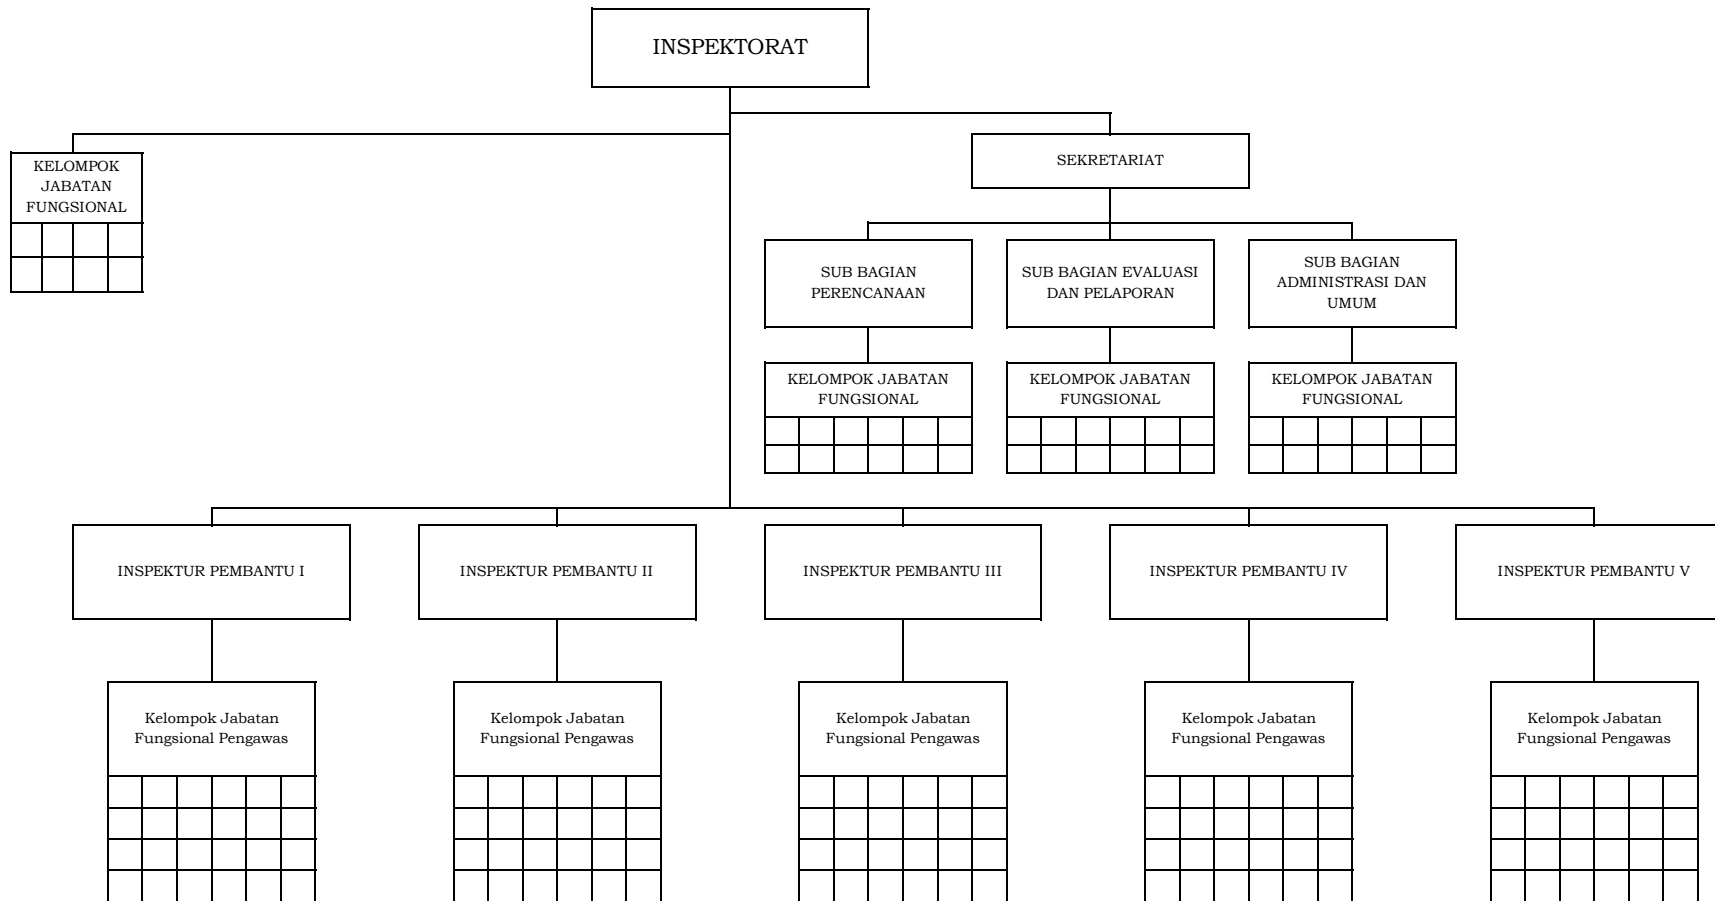 INSPEKTORAT
KELOMPOK
JABATAN
FUNGSIONAL
SEKRETARIAT
SUB BAGIAN
PERENCANAAN
SUB BAGIAN EVALUASI
DAN PELAPORAN
SUB BAGIAN
ADMINISTRASI DAN
UMUM
KELOMPOK JABATAN
FUNGSIONAL
KELOMPOK JABATAN
FUNGSIONAL
KELOMPOK JABATAN
FUNGSIONAL
INSPEKTUR PEMBANTU I
INSPEKTUR PEMBANTU II
INSPEKTUR PEMBANTU III
INSPEKTUR PEMBANTU IV
INSPEKTUR PEMBANTU V
Kelompok Jabatan
Fungsional Pengawas
Kelompok Jabatan
Fungsional Pengawas
Kelompok Jabatan
Fungsional Pengawas
Kelompok Jabatan
Fungsional Pengawas
Kelompok Jabatan
Fungsional Pengawas